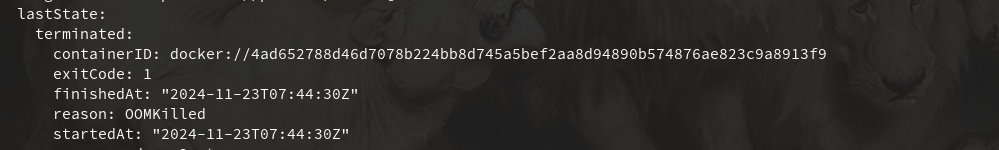 lastState:
terminated:
containerID: docker://4ad652788d46d7078b224bb8d745a5bef2aa8d94890b574876ae823c9a8913f9
exitCode: 1
finishedAt: "2024-11-23T07:44:30Z"
reason: OOMKilled
startedAt: "2024-11-23T07:44:30Z"